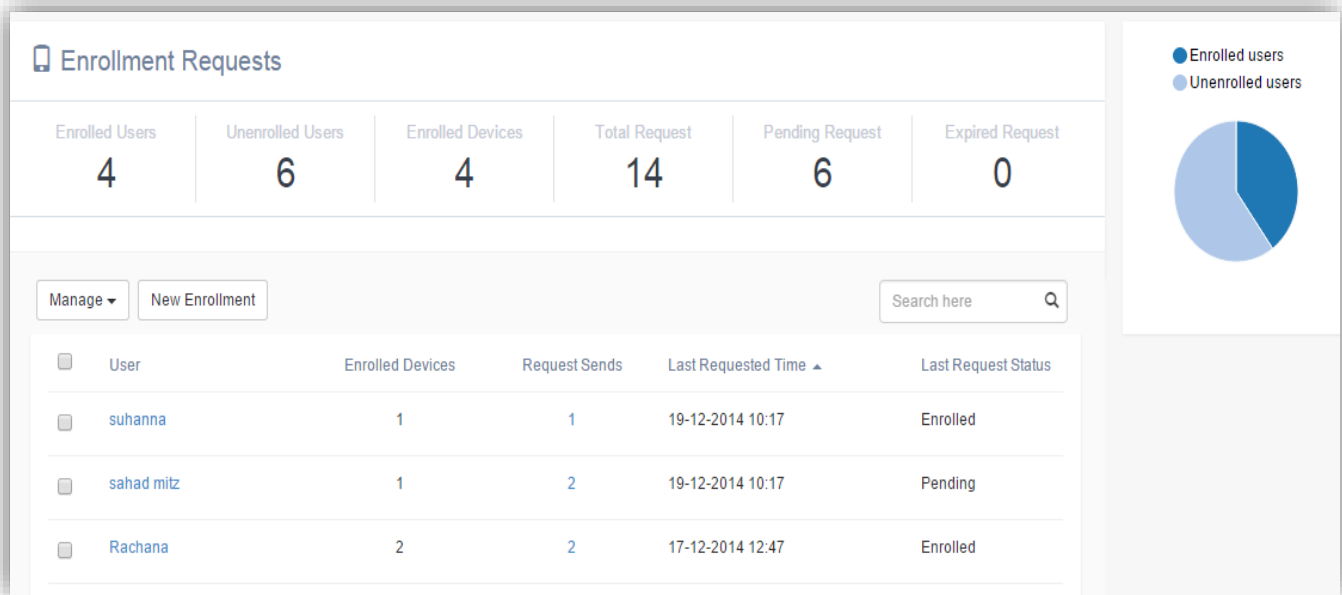 Enrollment Requests
Enrolled Users Unenrolled Users Enrolled Devices Total Request Pending Request Expired Request
4 6 4 14 6 0
Enrolled users
Unenrolled users
Manage New Enrollment Search here
User Enrolled Devices Request Sends Last Requested Time Last Request Status
suhanna 1 1 19-12-2014 10:17 Enrolled
sahad mitz 1 2 19-12-2014 10:17 Pending
Rachana 2 2 17-12-2014 12:47 Enrolled